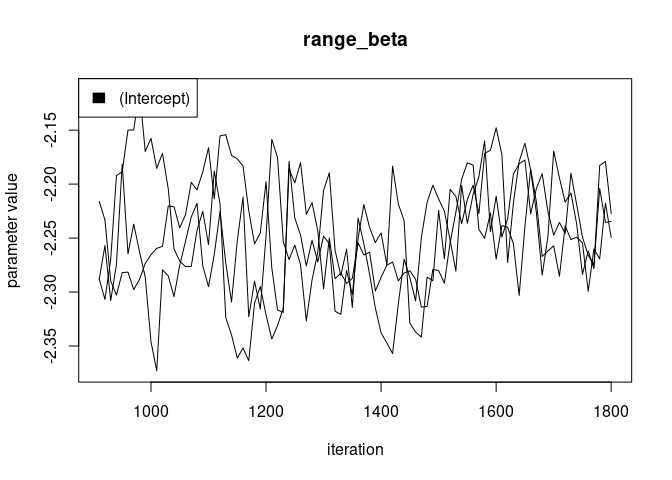 range_beta
(Intercept)
parameter value
-2.15
-2.20
-2.25
-2.30
-2.35
1000 1200 1400 1600 1800
iteration